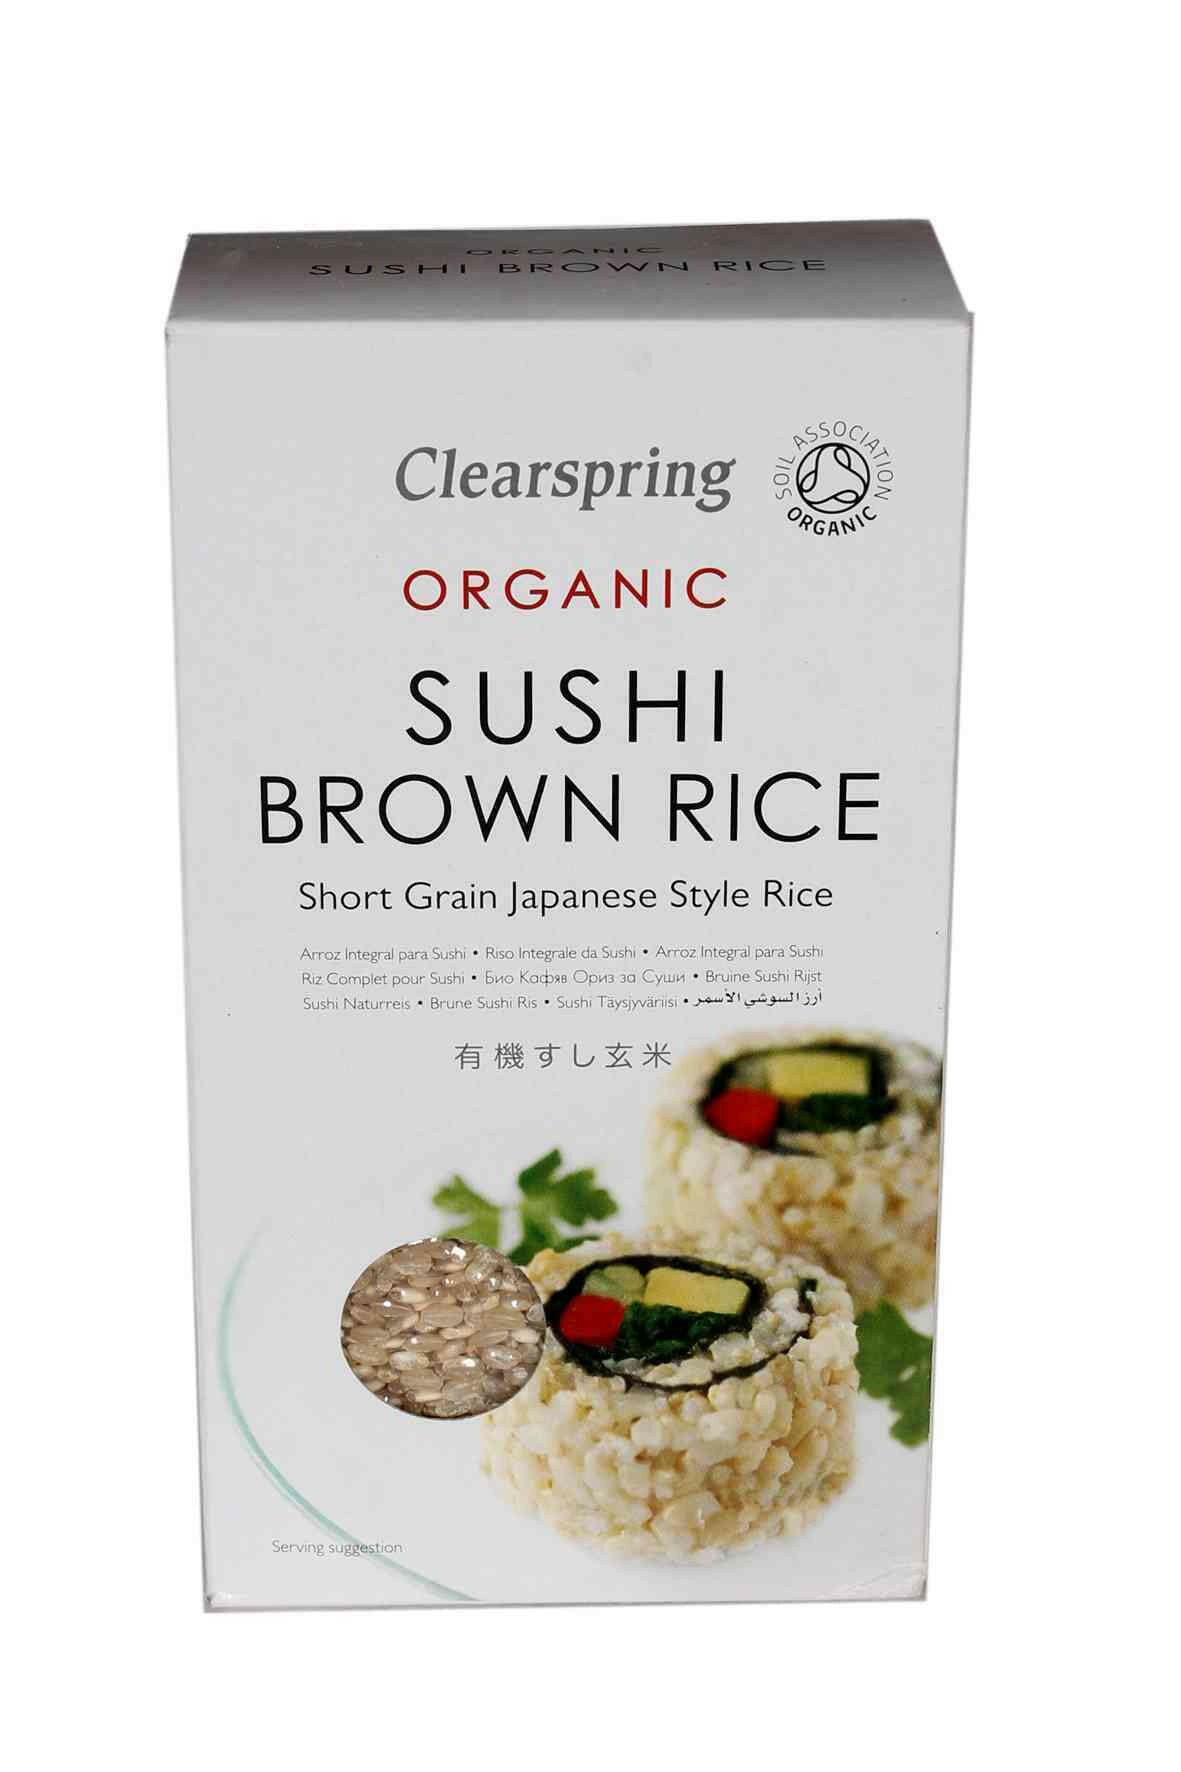 ORGANIC
SUSHI BROWN RICE
Clearspring
SOIL ASSOCIATION
ORGANIC
ORGANIC
SUSHI
BROWN RICE
Short Grain Japanese Style Rice
Arroz Integral para Sushi • Riso Integrale da Sushi • Arroz Integral para Sushi
Riz Complet pour Sushi • Био Кафяв Ориз за Суши • Bruine Sushi Rijst
Sushi Naturreis • Brune Sushi Ris • Sushi Täysjyväriisi • أرز السوشي الأسمر
有機すし玄米
Serving suggestion